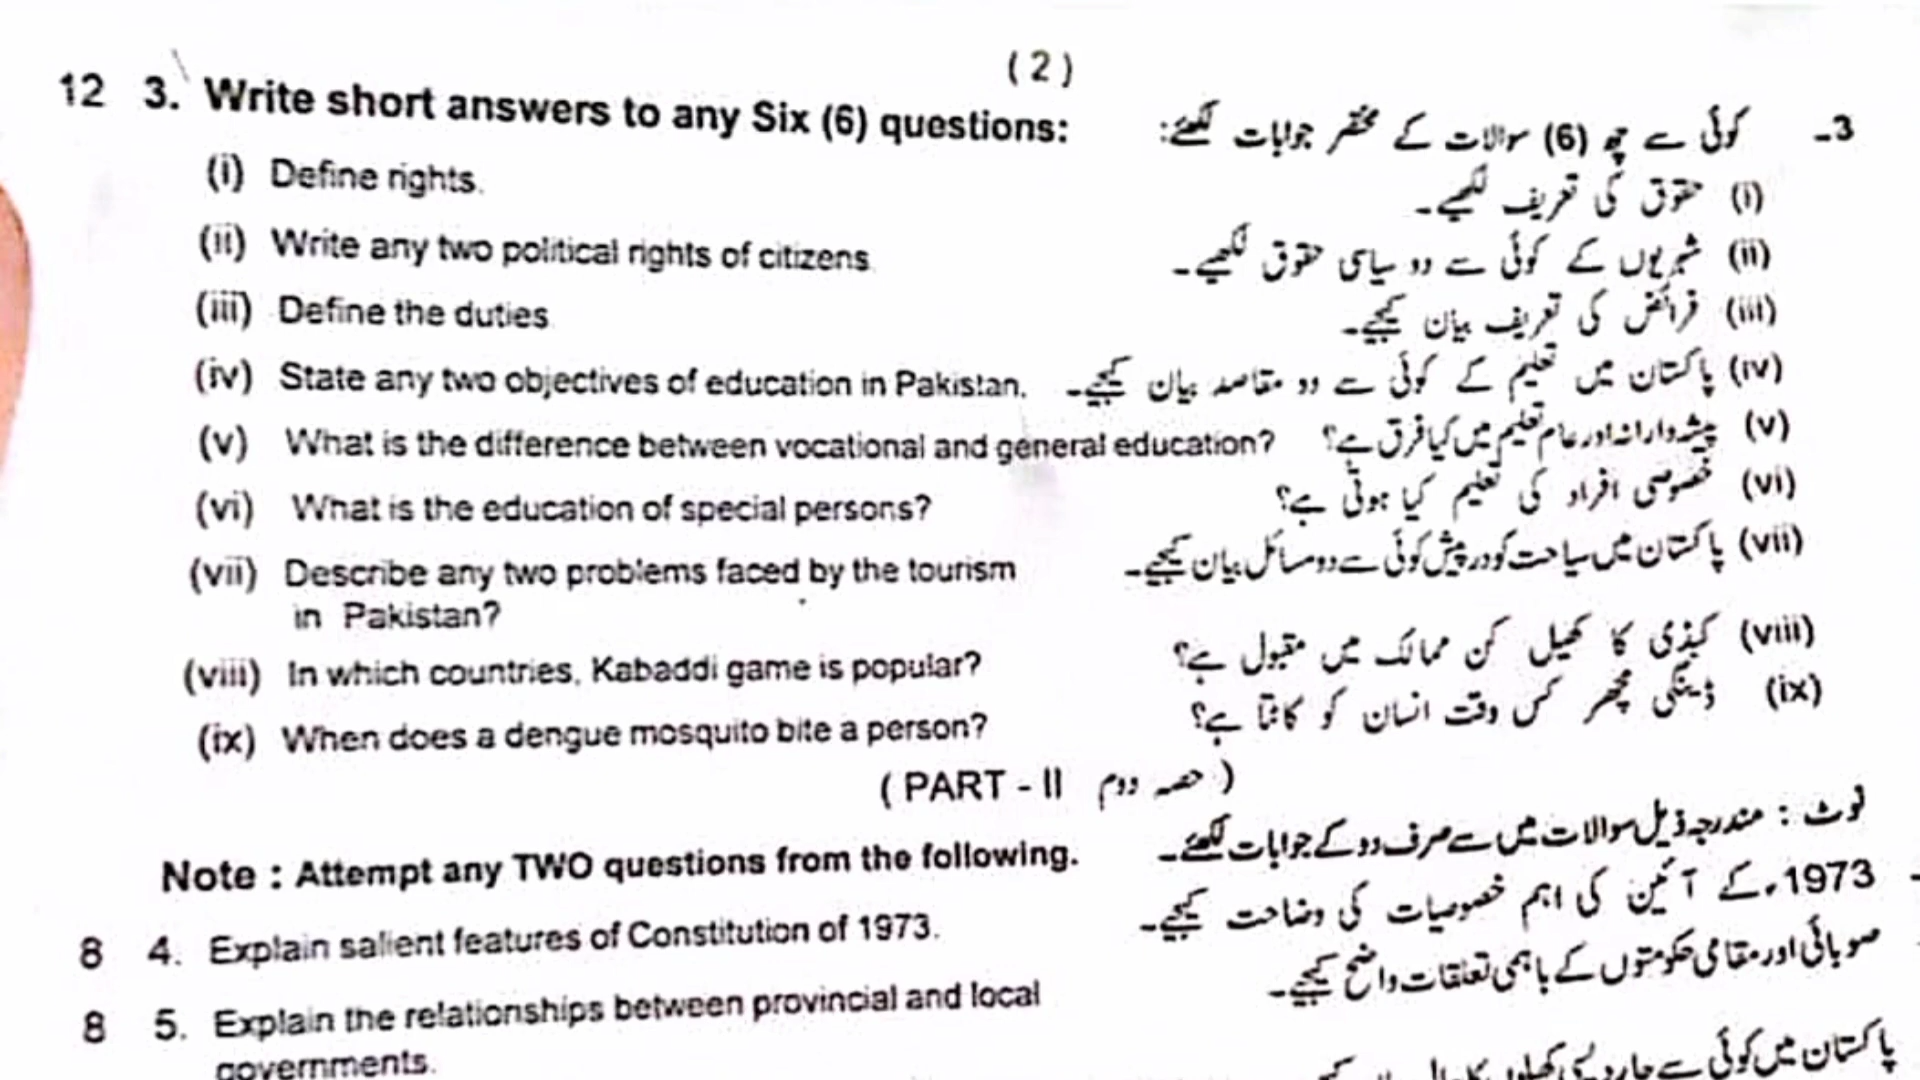 (2)
12 3. Write short answers to any Six (6) questions: 3- کوئی سے چھ (6) سوالات کے مختصر جوابات لکھئے:
(i) Define rights. (i) حقوق کی تعریف لکھیے۔
(ii) Write any two political rights of citizens. (ii) شہریوں کے کوئی سے دو سیاسی حقوق لکھیے۔
(iii) Define the duties. (iii) فرائض کی تعریف بیان کیجیے۔
(iv) State any two objectives of education in Pakistan. (iv) پاکستان میں تعلیم کے کوئی سے دو مقاصد بیان کیجیے۔
(v) What is the difference between vocational and general education? (v) پیشہ وارانہ اور عام تعلیم میں کیا فرق ہے؟
(vi) What is the education of special persons? (vi) خصوصی افراد کی تعلیم کیا ہوتی ہے؟
(vii) Describe any two problems faced by the tourism (vii) پاکستان میں سیاحت کو درپیش کوئی سے دو مسائل بیان کیجیے۔
in Pakistan?
(viii) In which countries, Kabaddi game is popular? (viii) کبڈی کا کھیل کن ممالک میں مقبول ہے؟
(ix) When does a dengue mosquito bite a person? (ix) ڈینگی مچھر کس وقت انسان کو کاٹتا ہے؟
( PART - II حصہ دوم )
Note : Attempt any TWO questions from the following. نوٹ : مندرجہ ذیل سوالات میں سے صرف دو کے جوابات لکھئے۔
8 4. Explain salient features of Constitution of 1973. 1973ء کے آئین کی اہم خصوصیات کی وضاحت کیجیے۔
8 5. Explain the relationships between provincial and local صوبائی اور مقامی حکومتوں کے باہمی تعلقات واضح کیجیے۔
governments. پاکستان میں کوئی سے چار